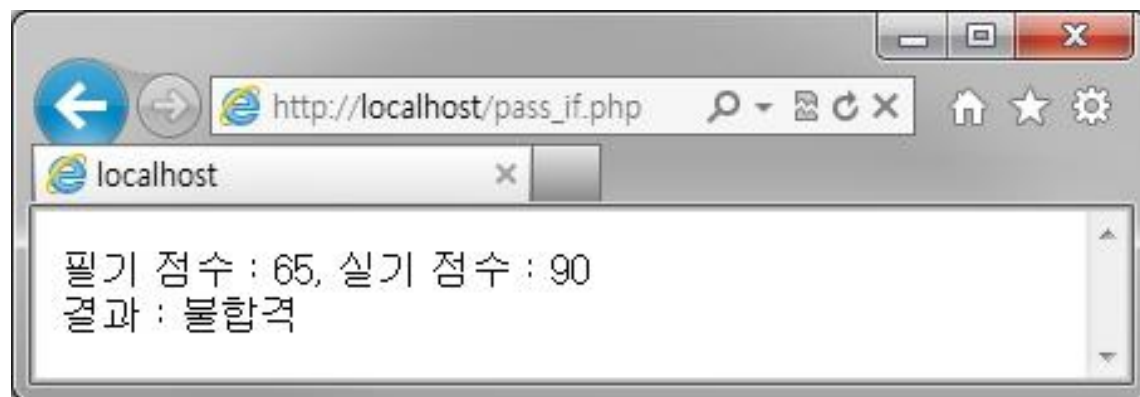 http://localhost/pass_if.php
localhost
필기 점수 : 65, 실기 점수 : 90
결과 : 불합격